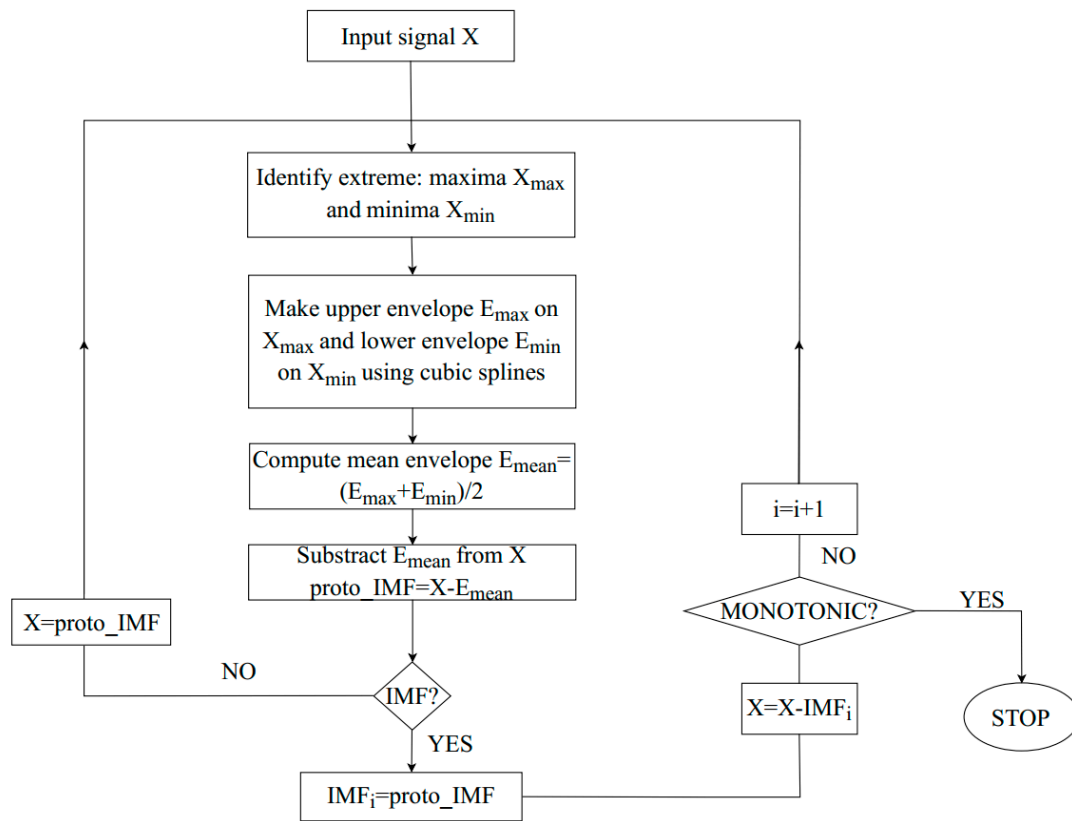 Input signal X
Identify extreme: maxima Xmax
and minima Xmin
Make upper envelope Emax on
Xmax and lower envelope Emin
on Xmin using cubic splines
Compute mean envelope Emean=
(Emax+Emin)/2
Substract Emean from X
proto_IMF=X-Emean
X=proto_IMF
NO
IMF?
YES
IMFi=proto_IMF
i=i+1
NO
MONOTONIC?
YES
X=X-IMFi
STOP